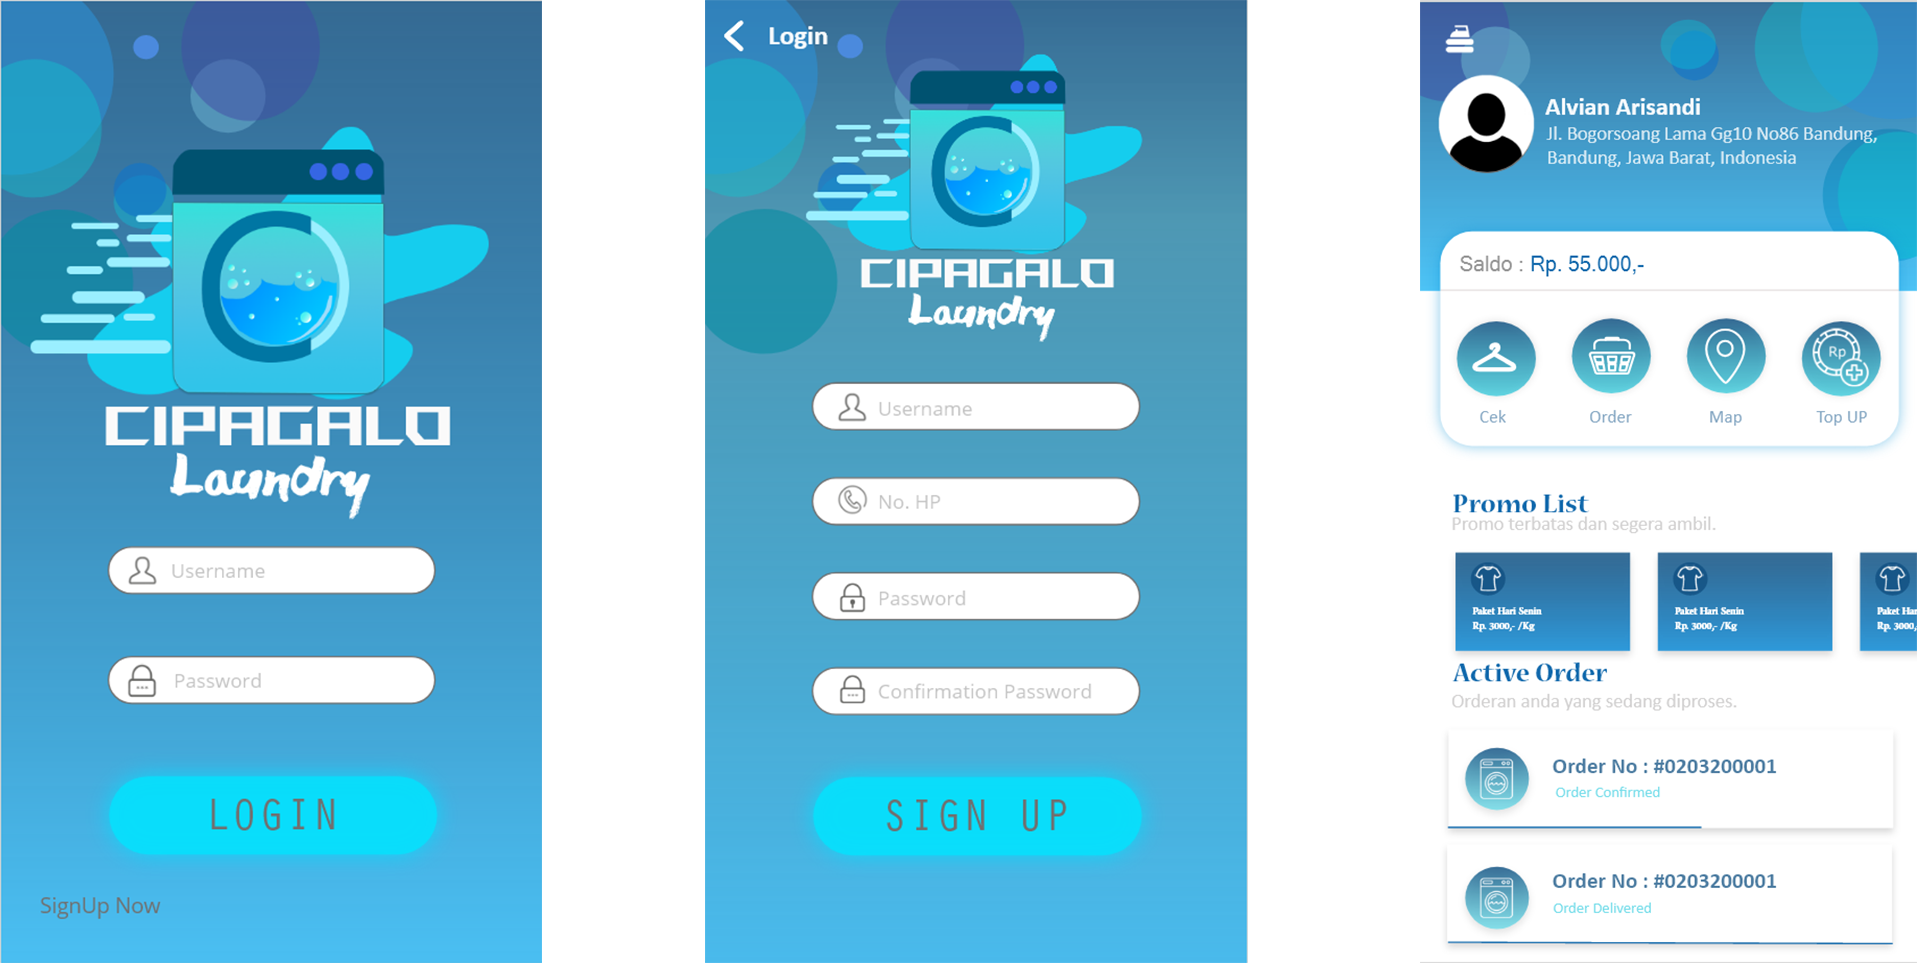 CIPAGALO
Laundry
Username
Password
LOGIN
SignUp Now
Login
CIPAGALO
Laundry
Username
No. HP
Password
Confirmation Password
SIGN UP
Alvian Arisandi
Jl. Bogorsoang Lama Gg10 No86 Bandung,
Bandung, Jawa Barat, Indonesia
Saldo : Rp. 55.000,-
Rp
Cek
Order
Map
Top UP
Promo List
Promo terbatas dan segera ambil.
Paket Hari Senin
Rp. 3000,- /Kg
Paket Hari Senin
Rp. 3000,- /Kg
Paket Har
Rp. 3000,
Active Order
Orderan anda yang sedang diproses.
Order No : #0203200001
Order Confirmed
Order No : #0203200001
Order Delivered